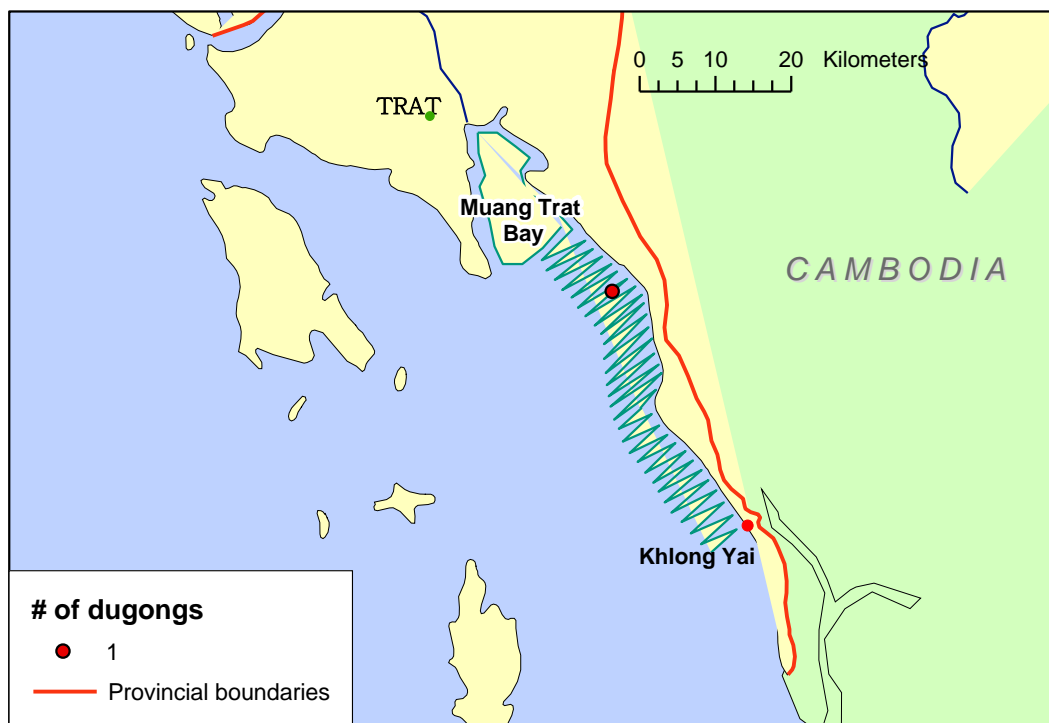 0 5 10 20 Kilometers
TRAT
Muang Trat
Bay
CAMBODIA
Khlong Yai
# of dugongs
1
Provincial boundaries